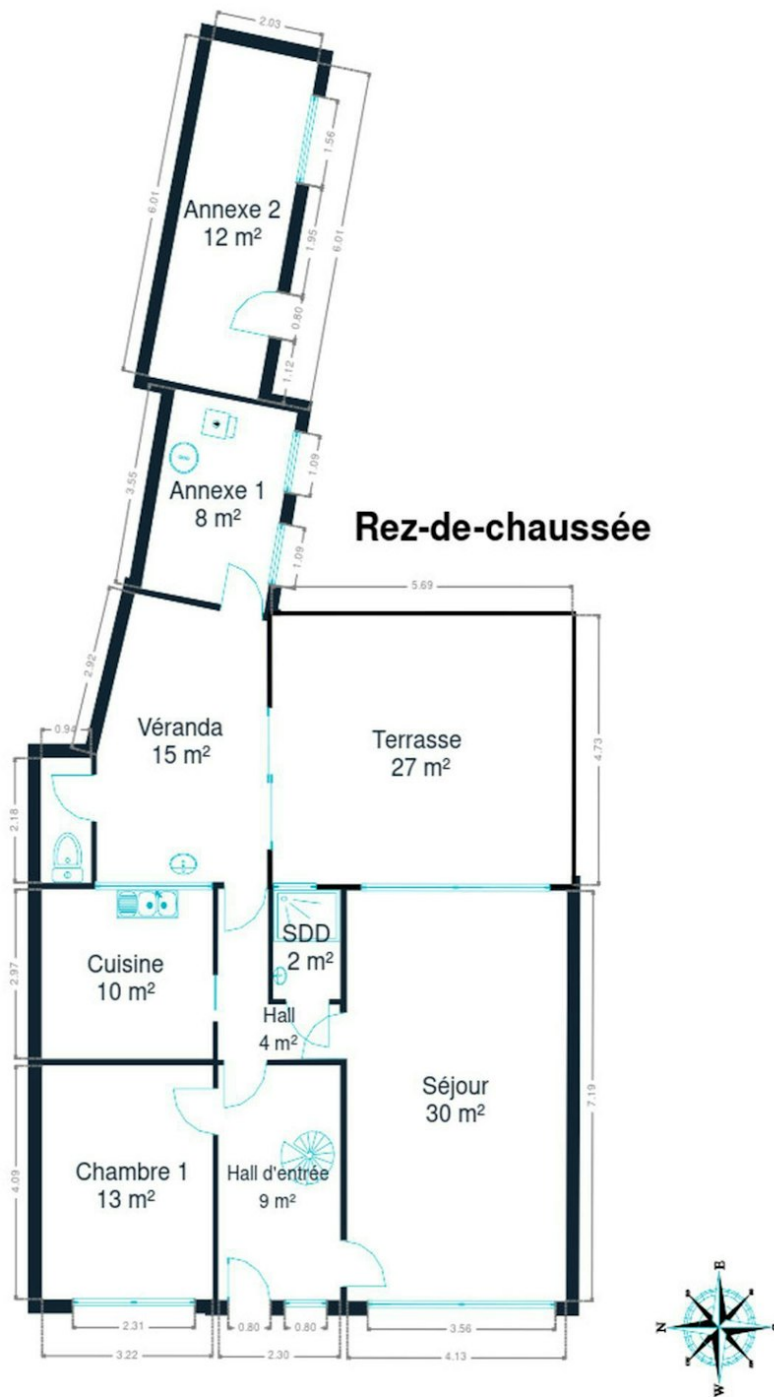 2.03
1.56
6.01
Annexe 2
12 m²
1.95
6.01
0.80
1.12
3.55
Annexe 1
8 m²
1.09
1.09
Rez-de-chaussée
5.69
2.92
0.94
Véranda
15 m²
Terrasse
27 m²
4.73
2.18
SDD
2 m²
Cuisine
10 m²
2.97
Hall
4 m²
Séjour
30 m²
7.19
Chambre 1
13 m²
4.09
Hall d'entrée
9 m²
2.31
0.80
0.80
3.56
3.22
2.30
4.13
E
N
W